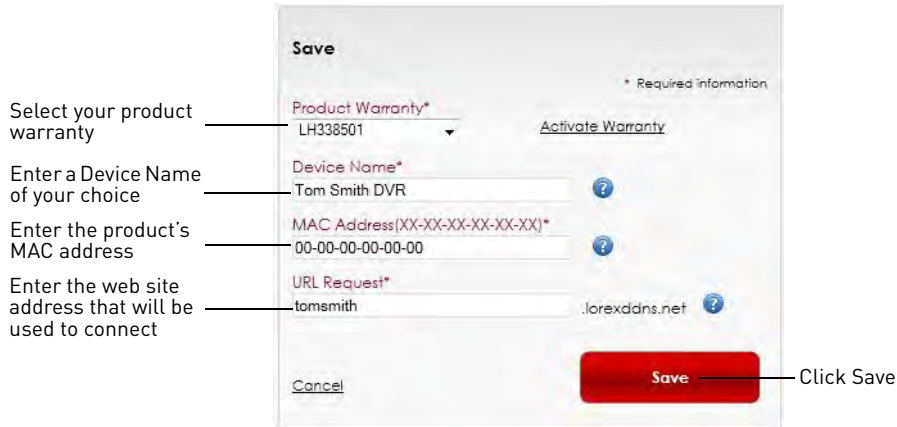 Save
* Required information
Select your product
warranty
Product Warranty*
LH338501
Activate Warranty
Enter a Device Name
of your choice
Device Name*
Tom Smith DVR
?
Enter the product's
MAC address
MAC Address(XX-XX-XX-XX-XX-XX)*
00-00-00-00-00-00
?
Enter the web site
address that will be
used to connect
URL Request*
tomsmith
.lorexddns.net
?
Cancel
Save
Click Save